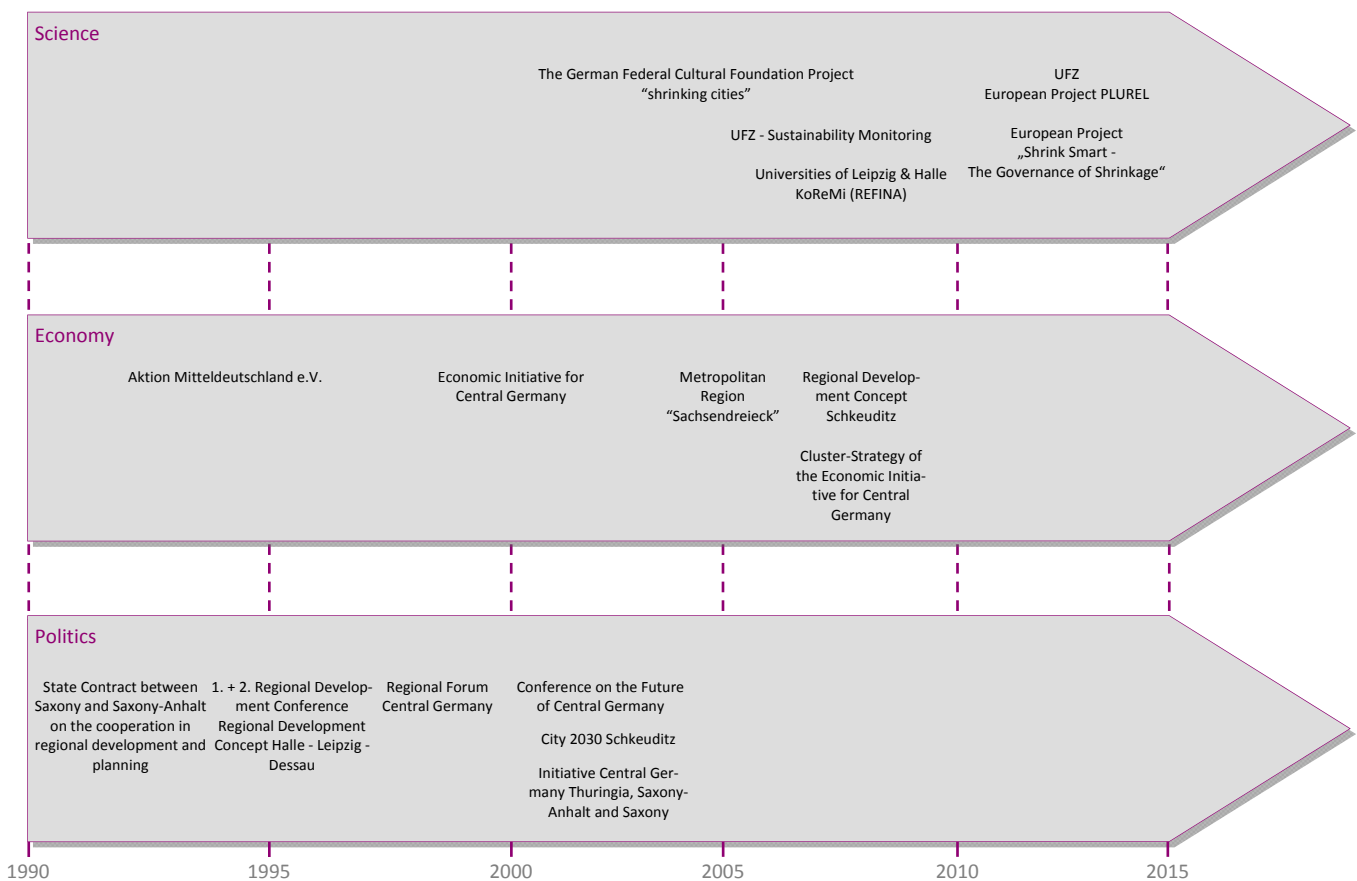 Science
The German Federal Cultural Foundation Project
“shrinking cities”
UFZ - Sustainability Monitoring
Universities of Leipzig & Halle
KoReMi (REFINA)
UFZ
European Project PLUREL
European Project
„Shrink Smart -
The Governance of Shrinkage“
Economy
Aktion Mitteldeutschland e.V.
Economic Initiative for
Central Germany
Metropolitan
Region
“Sachsendreieck”
Regional Develop-
ment Concept
Schkeuditz
Cluster-Strategy of
the Economic Initia-
tive for Central
Germany
Politics
State Contract between
Saxony and Saxony-Anhalt
on the cooperation in
regional development and
planning
1. + 2. Regional Develop-
ment Conference
Regional Development
Concept Halle - Leipzig -
Dessau
Regional Forum
Central Germany
Conference on the Future
of Central Germany
City 2030 Schkeuditz
Initiative Central Ger-
many Thuringia, Saxony-
Anhalt and Saxony
1990
1995
2000
2005
2010
2015